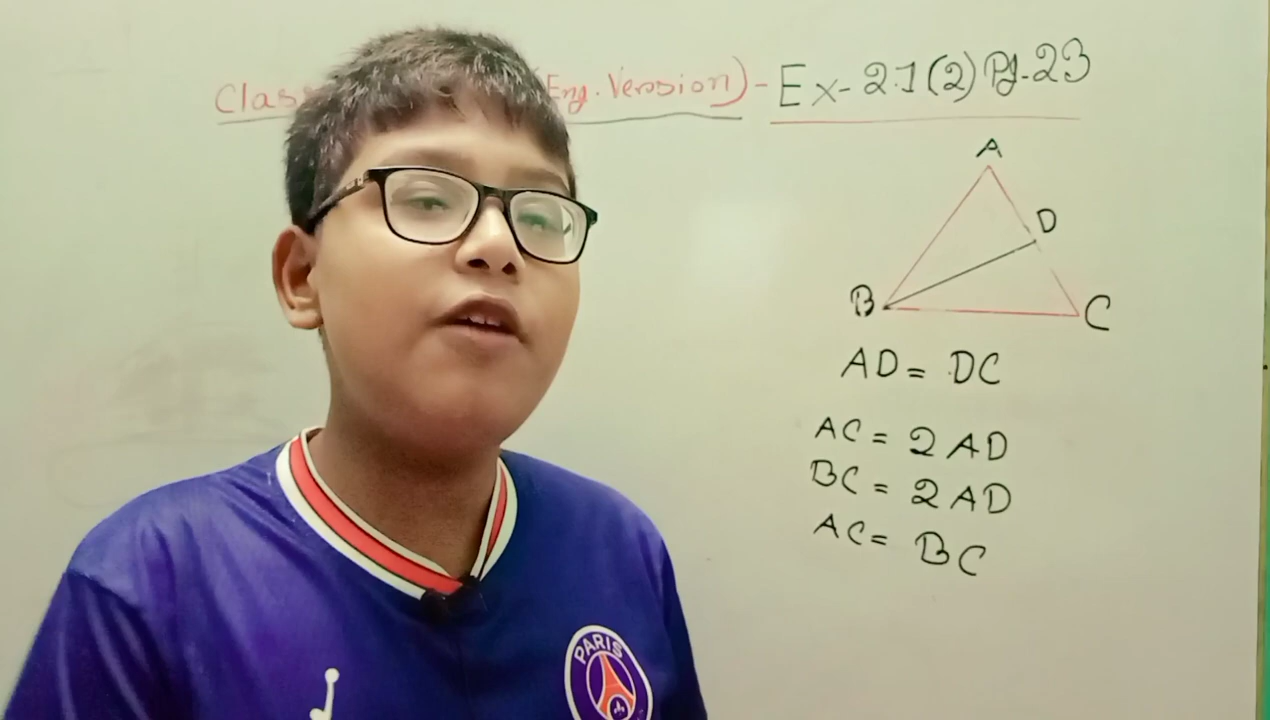 Class (Eng. Version) - Ex - 2.1 (2) Pg. 23
A
D
B
C
AD = DC
AC = 2 AD
BC = 2 AD
AC = BC
PARIS